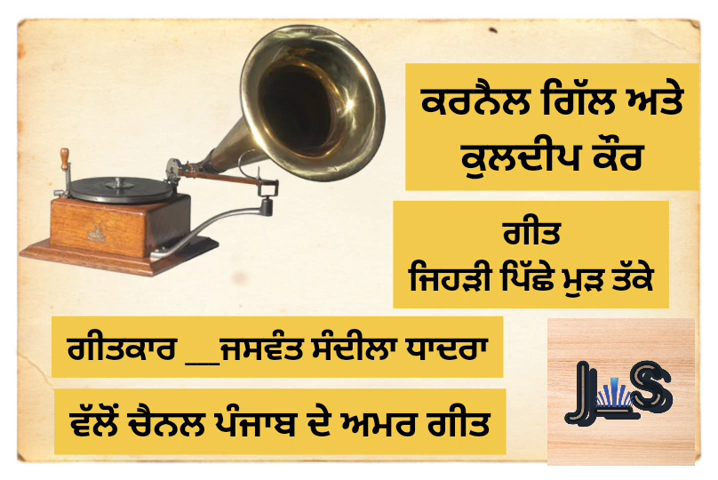 ਕਰਨੈਲ ਗਿੱਲ ਅਤੇ
ਕੁਲਦੀਪ ਕੌਰ
ਗੀਤ
ਜਿਹੜੀ ਪਿੱਛੇ ਮੁੜ ਤੱਕੇ
ਗੀਤਕਾਰ __ਜਸਵੰਤ ਸੰਦੀਲਾ ਧਾਦਰਾ
ਵੱਲੋਂ ਚੈਨਲ ਪੰਜਾਬ ਦੇ ਅਮਰ ਗੀਤ
JS